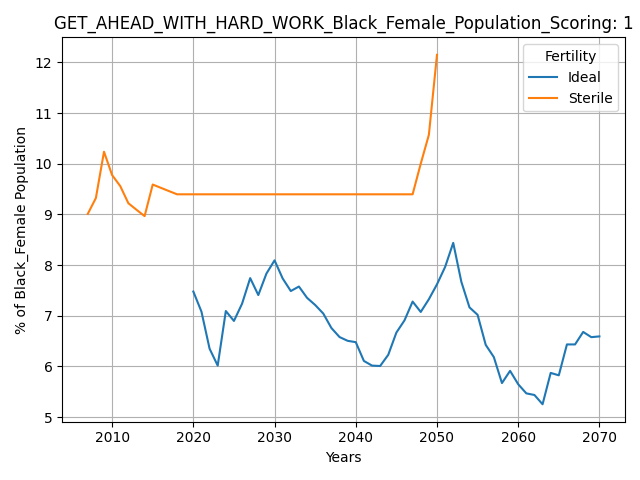 GET_AHEAD_WITH_HARD_WORK_Black_Female_Population_Scoring: 1
Fertility
Ideal
Sterile
% of Black_Female Population
12
11
10
9
8
7
6
5
2010 2020 2030 2040 2050 2060 2070
Years